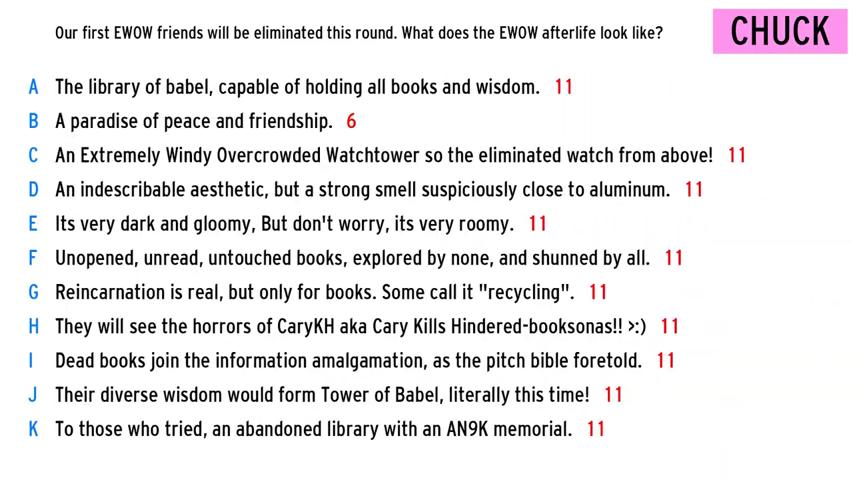 Our first EWOW friends will be eliminated this round. What does the EWOW afterlife look like?
CHUCK
A The library of babel, capable of holding all books and wisdom. 11
B A paradise of peace and friendship. 6
C An Extremely Windy Overcrowded Watchtower so the eliminated watch from above! 11
D An indescribable aesthetic, but a strong smell suspiciously close to aluminum. 11
E Its very dark and gloomy, But don't worry, its very roomy. 11
F Unopened, unread, untouched books, explored by none, and shunned by all. 11
G Reincarnation is real, but only for books. Some call it "recycling". 11
H They will see the horrors of CaryKH aka Cary Kills Hindered-booksonas!! >:) 11
I Dead books join the information amalgamation, as the pitch bible foretold. 11
J Their diverse wisdom would form Tower of Babel, literally this time! 11
K To those who tried, an abandoned library with an AN9K memorial. 11